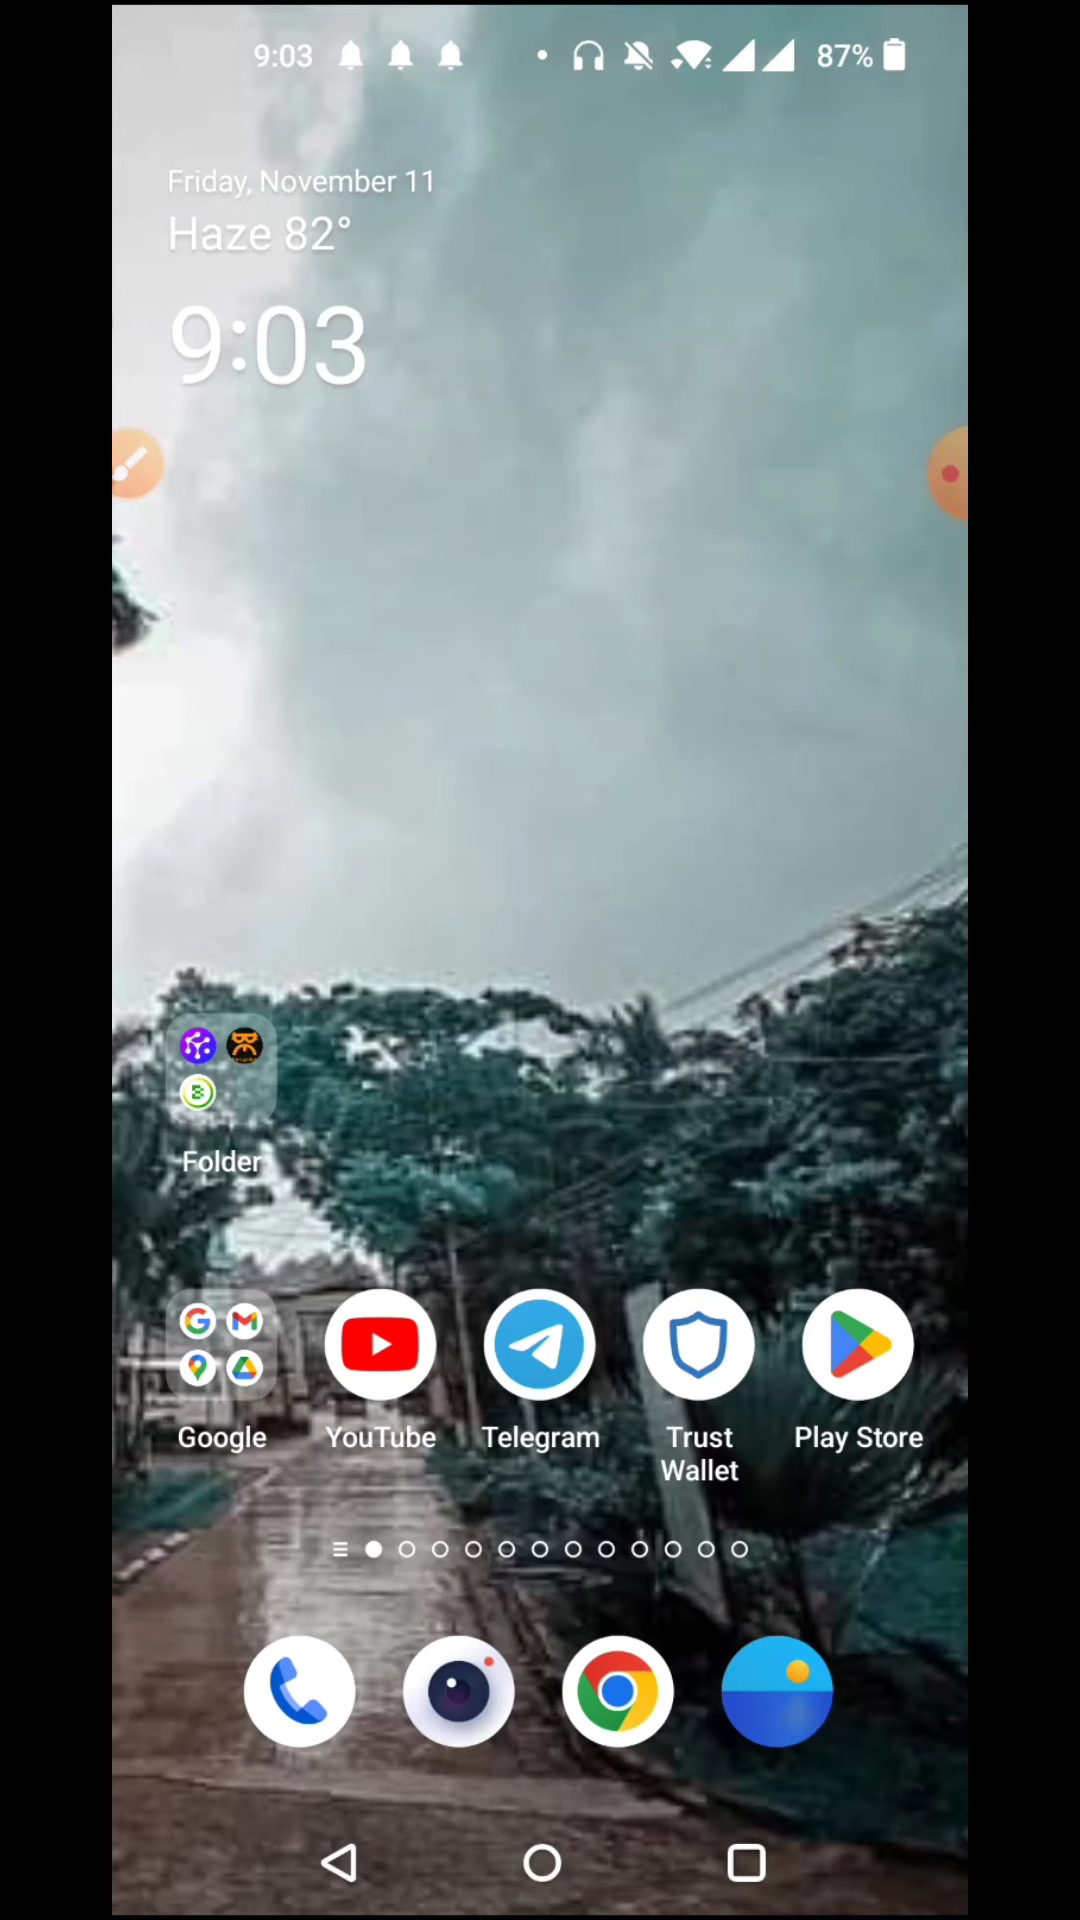 9:03
87%
Friday, November 11
Haze 82°
9:03
Folder
Google
YouTube
Telegram
Trust
Wallet
Play Store